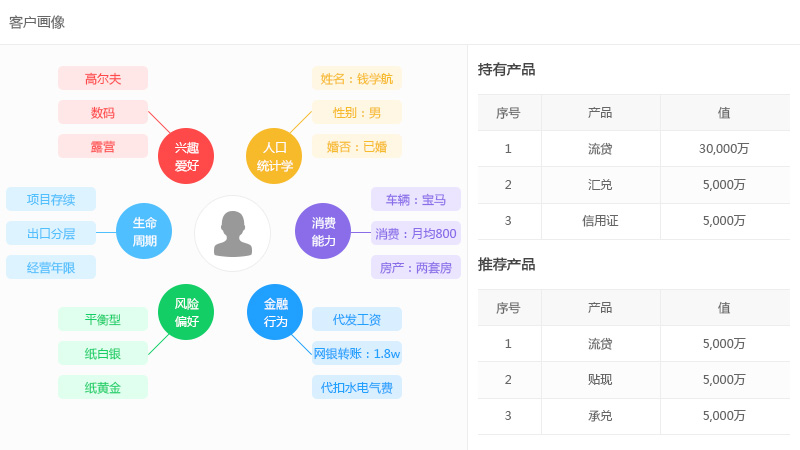 客户画像
高尔夫
数码
露营
兴趣
爱好
姓名：钱学航
性别：男
婚否：已婚
人口
统计学
项目存续
出口分层
经营年限
生命
周期
消费
能力
车辆：宝马
消费：月均800
房产：两套房
平衡型
纸白银
纸黄金
风险
偏好
金融
行为
代发工资
网银转账：1.8w
代扣水电气费
持有产品
序号 产品 值
1 流贷 30,000万
2 汇兑 5,000万
3 信用证 5,000万
推荐产品
序号 产品 值
1 流贷 5,000万
2 贴现 5,000万
3 承兑 5,000万